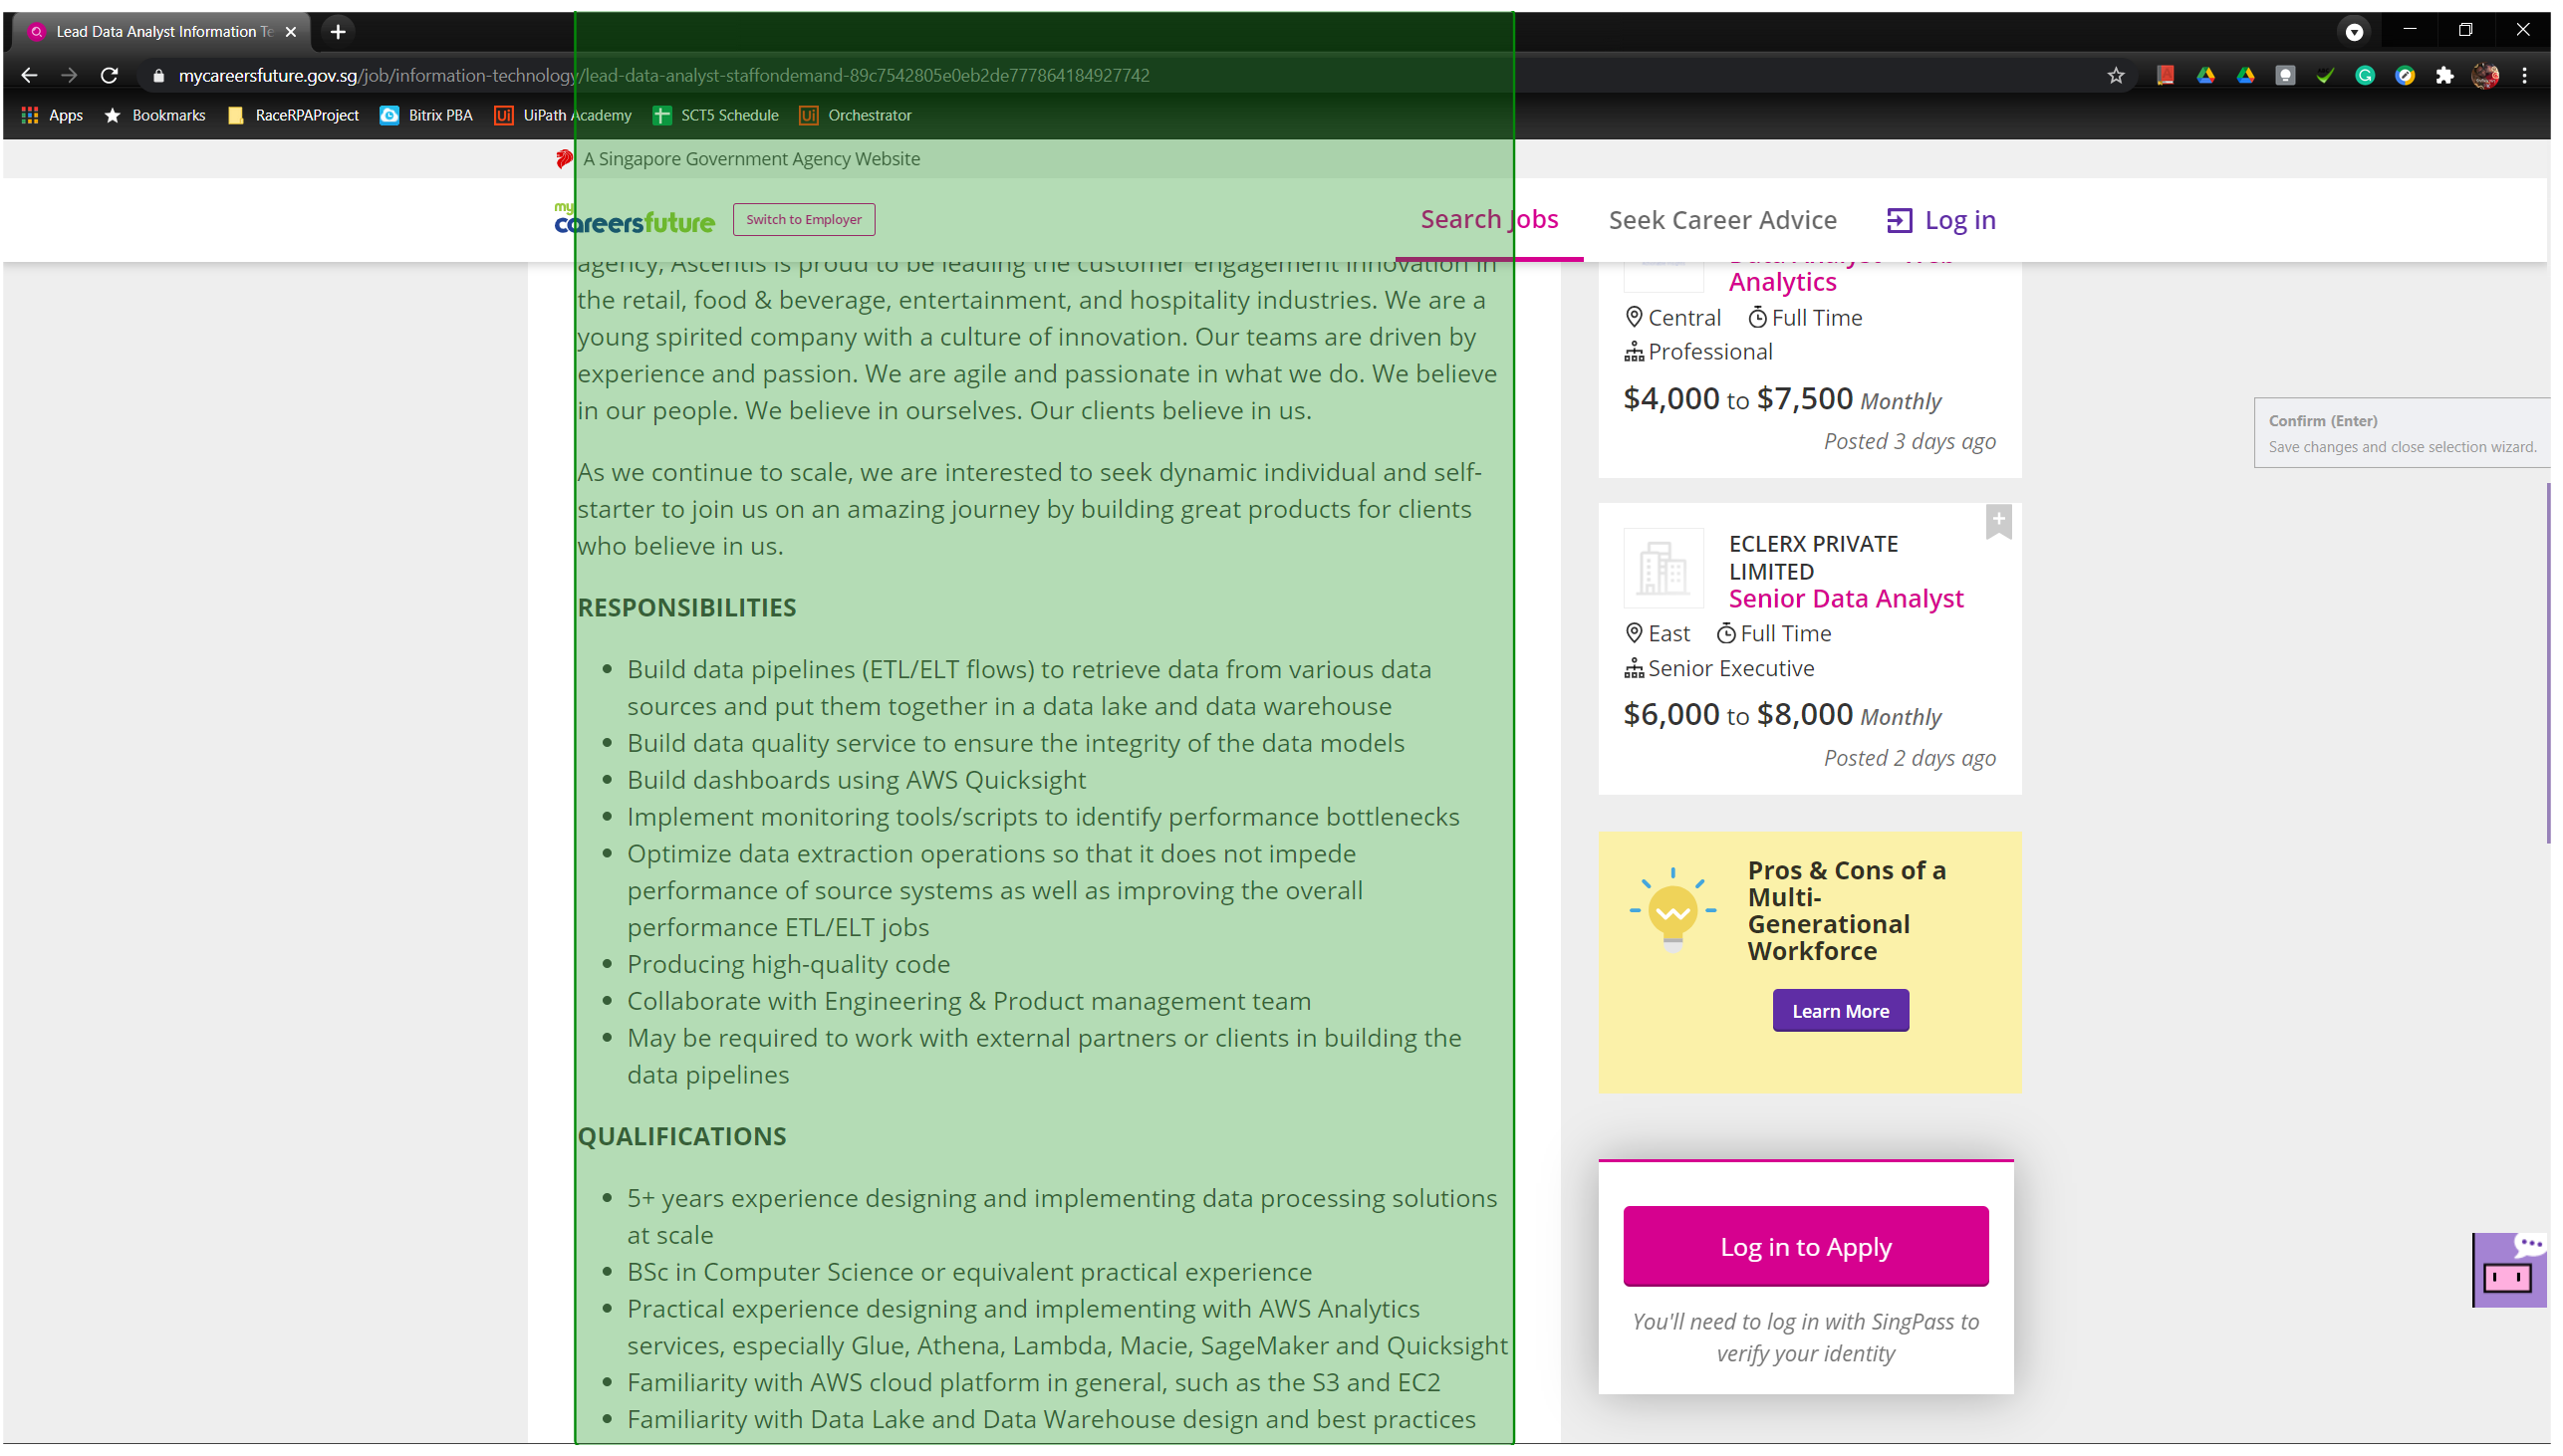 Lead Data Analyst Information Te
mycareersfuture.gov.sg/job/information-technology/lead-data-analyst-staffondemand-89c7542805e0eb2de777864184927742
Apps Bookmarks RaceRPAProject Bitrix PBA UiPath Academy SCT5 Schedule Orchestrator
A Singapore Government Agency Website
my
careersfuture
Switch to Employer
Search Jobs Seek Career Advice Log in
agency, Ascentis is proud to be leading the customer engagement innovation in
the retail, food & beverage, entertainment, and hospitality industries. We are a
young spirited company with a culture of innovation. Our teams are driven by
experience and passion. We are agile and passionate in what we do. We believe
in our people. We believe in ourselves. Our clients believe in us.
As we continue to scale, we are interested to seek dynamic individual and self-
starter to join us on an amazing journey by building great products for clients
who believe in us.
RESPONSIBILITIES
• Build data pipelines (ETL/ELT flows) to retrieve data from various data
sources and put them together in a data lake and data warehouse
• Build data quality service to ensure the integrity of the data models
• Build dashboards using AWS Quicksight
• Implement monitoring tools/scripts to identify performance bottlenecks
• Optimize data extraction operations so that it does not impede
performance of source systems as well as improving the overall
performance ETL/ELT jobs
• Producing high-quality code
• Collaborate with Engineering & Product management team
• May be required to work with external partners or clients in building the
data pipelines
QUALIFICATIONS
• 5+ years experience designing and implementing data processing solutions
at scale
• BSc in Computer Science or equivalent practical experience
• Practical experience designing and implementing with AWS Analytics
services, especially Glue, Athena, Lambda, Macie, SageMaker and Quicksight
• Familiarity with AWS cloud platform in general, such as the S3 and EC2
• Familiarity with Data Lake and Data Warehouse design and best practices
Data Analyst - Web
Analytics
Central Full Time
Professional
$4,000 to $7,500 Monthly
Posted 3 days ago
ECLERX PRIVATE
LIMITED
Senior Data Analyst
East Full Time
Senior Executive
$6,000 to $8,000 Monthly
Posted 2 days ago
Pros & Cons of a
Multi-
Generational
Workforce
Learn More
Log in to Apply
You'll need to log in with SingPass to
verify your identity
Confirm (Enter)
Save changes and close selection wizard.